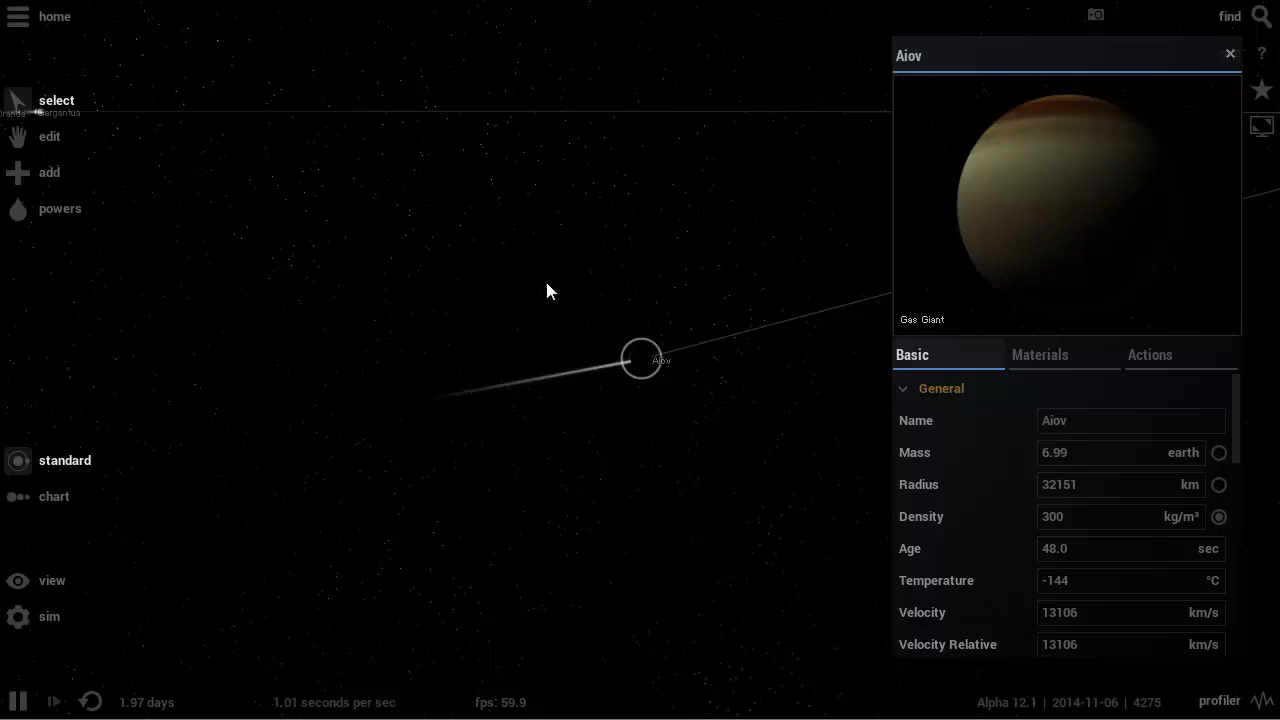 home
find
Aiov
?
select
Gargantua
edit
add
powers
Aiov
Gas Giant
Basic Materials Actions
General
Name Aiov
Mass 6.99 earth
Radius 32151 km
Density 300 kg/m³
Age 48.0 sec
Temperature -144 °C
Velocity 13106 km/s
Velocity Relative 13106 km/s
standard
chart
view
sim
1.97 days 1.01 seconds per sec fps: 59.9 Alpha 12.1 | 2014-11-06 | 4275 profiler